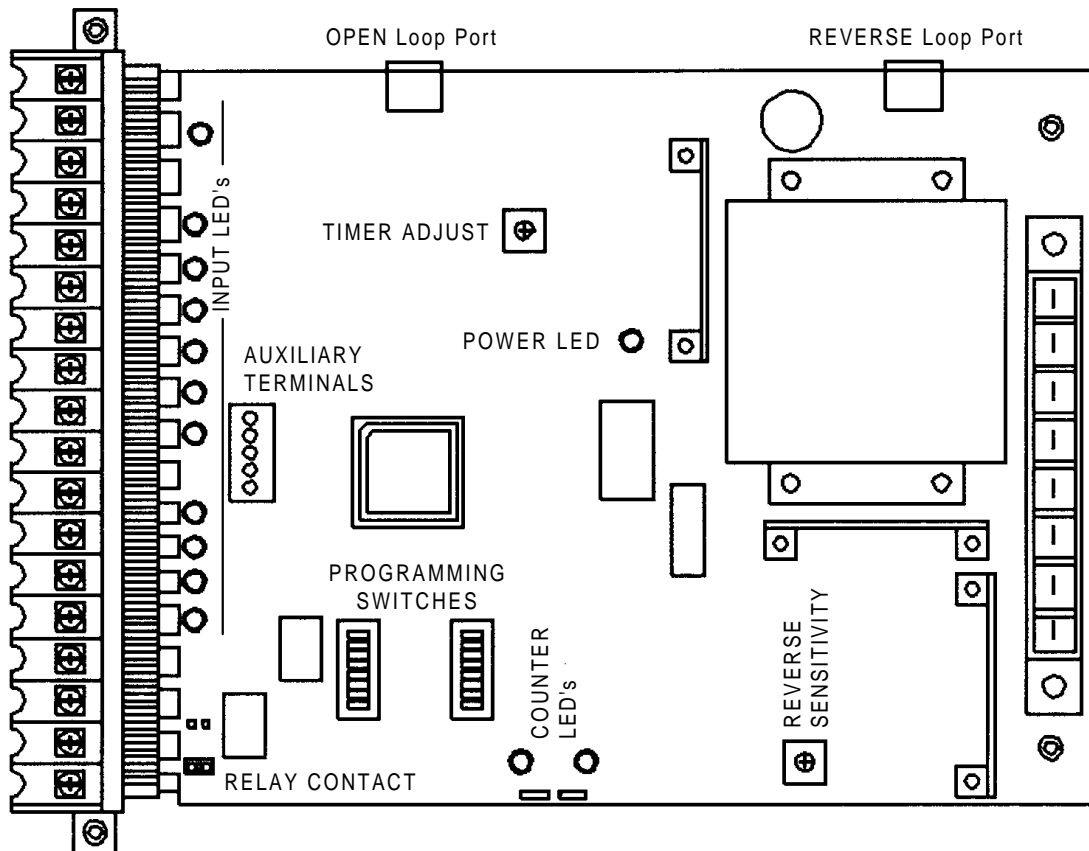 OPEN Loop Port
REVERSE Loop Port
INPUT LED's
TIMER ADJUST
POWER LED
AUXILIARY
TERMINALS
PROGRAMMING
SWITCHES
COUNTER
LED's
REVERSE
SENSITIVITY
RELAY CONTACT